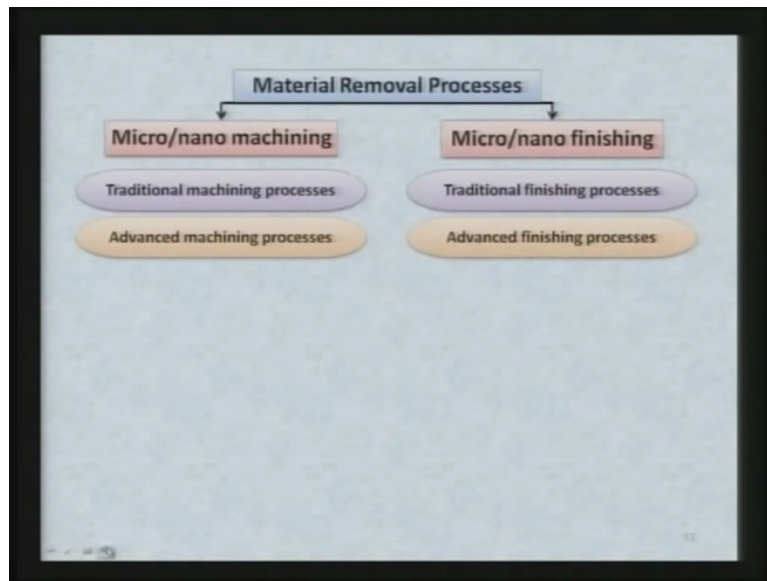 Material Removal Processes
Micro/nano machining
Micro/nano finishing
Traditional machining processes
Traditional finishing processes
Advanced machining processes
Advanced finishing processes